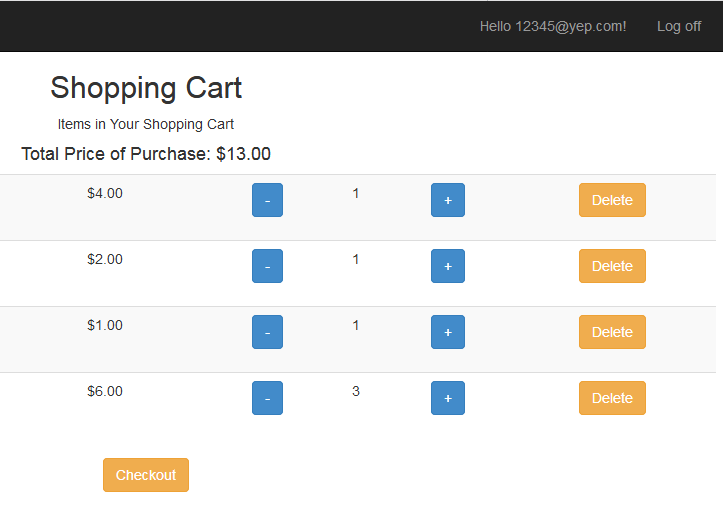 Hello 12345@yep.com! Log off
Shopping Cart
Items in Your Shopping Cart
Total Price of Purchase: $13.00
$4.00 - 1 + Delete
$2.00 - 1 + Delete
$1.00 - 1 + Delete
$6.00 - 3 + Delete
Checkout